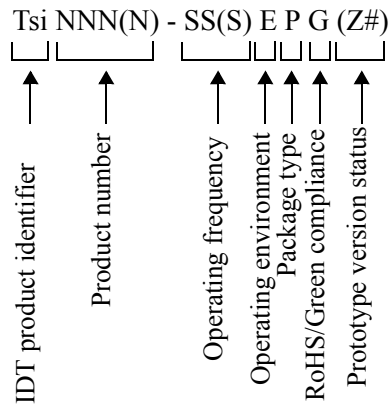 Tsi NNN(N) - SS(S) E P G (Z#)
IDT product identifier
Product number
Operating frequency
Operating environment
Package type
RoHS/Green compliance
Prototype version status